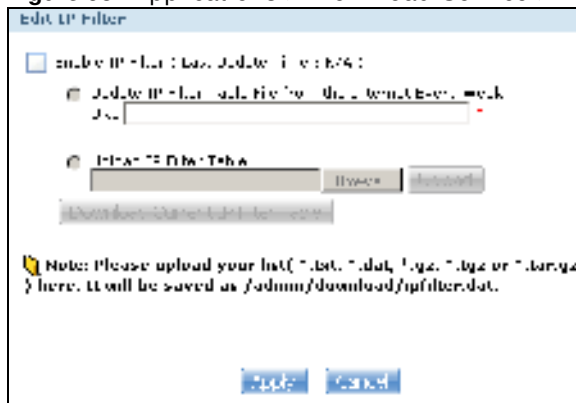 Edit IP Filter
Enable IP Filter ( Last Update Time : N/A )
Update IP Filter Table File from the Internet Every week
URL *
Upload IP Filter Table
Browse... Upload
Download Current IP Filter Table
Note: Please upload your list( *.txt, *.dat, *.gz, *.tgz or *.tar.gz
) here. It will be saved as /admin/download/ipfilter.dat.
Apply Cancel